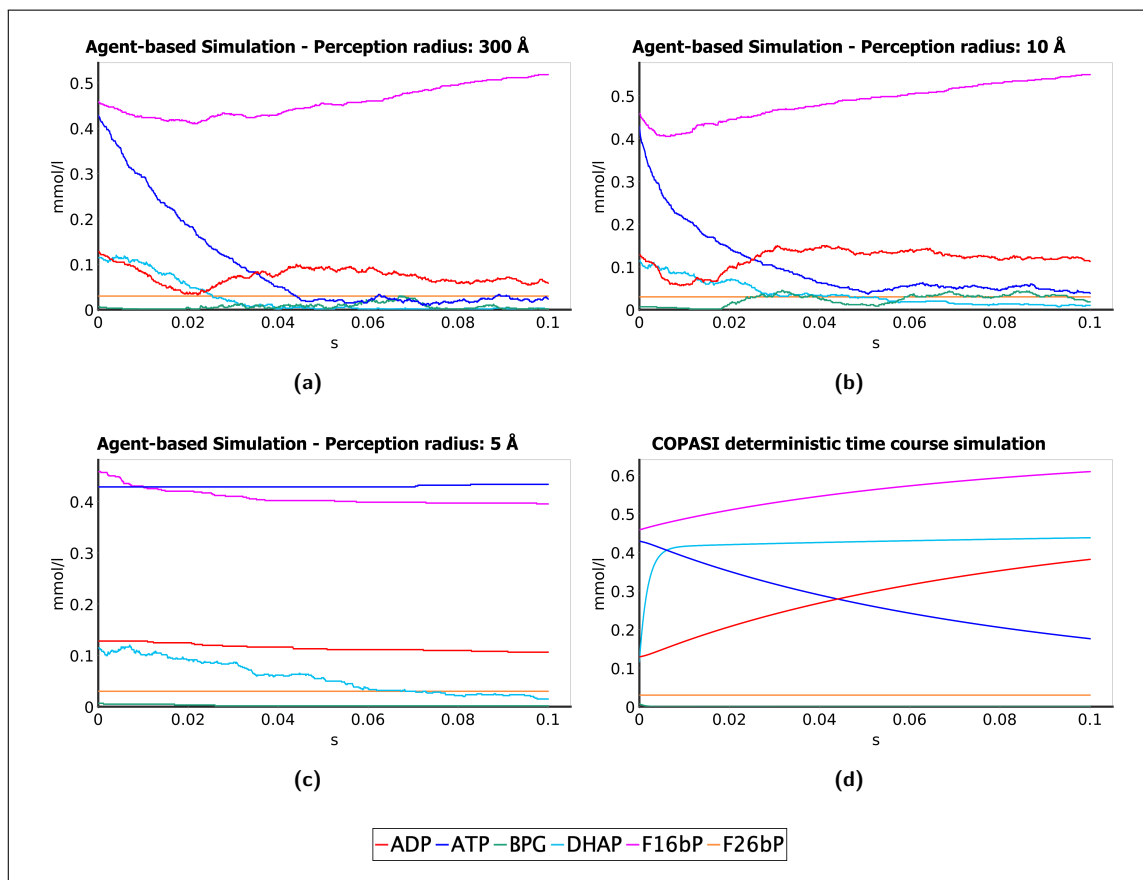 Agent-based Simulation - Perception radius: 300 Å
0.5
0.4
0.3
0.2
0.1
0
mmol/l
0 0.02 0.04 0.06 0.08 0.1
s
(a)
Agent-based Simulation - Perception radius: 10 Å
0.5
0.4
0.3
0.2
0.1
0
mmol/l
0 0.02 0.04 0.06 0.08 0.1
s
(b)
Agent-based Simulation - Perception radius: 5 Å
0.4
0.3
0.2
0.1
0
mmol/l
0 0.02 0.04 0.06 0.08 0.1
s
(c)
COPASI deterministic time course simulation
0.6
0.5
0.4
0.3
0.2
0.1
0
mmol/l
0 0.02 0.04 0.06 0.08 0.1
s
(d)
ADP ATP BPG DHAP F16bP F26bP